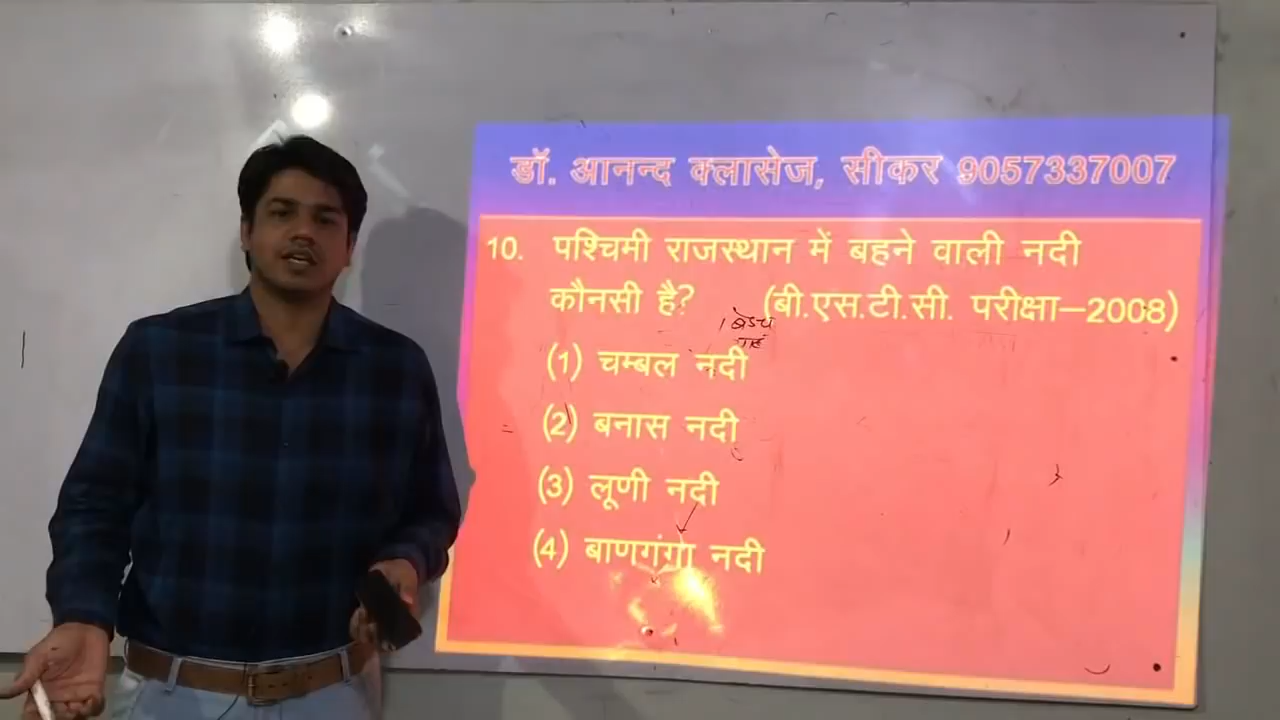 डॉ. आनन्द क्लासेज, सीकर 9057337007
10. पश्चिमी राजस्थान में बहने वाली नदी
कौनसी है? (बी.एस.टी.सी. परीक्षा–2008)
(1) चम्बल नदी
(2) बनास नदी
(3) लूणी नदी
(4) बाणगंगा नदी